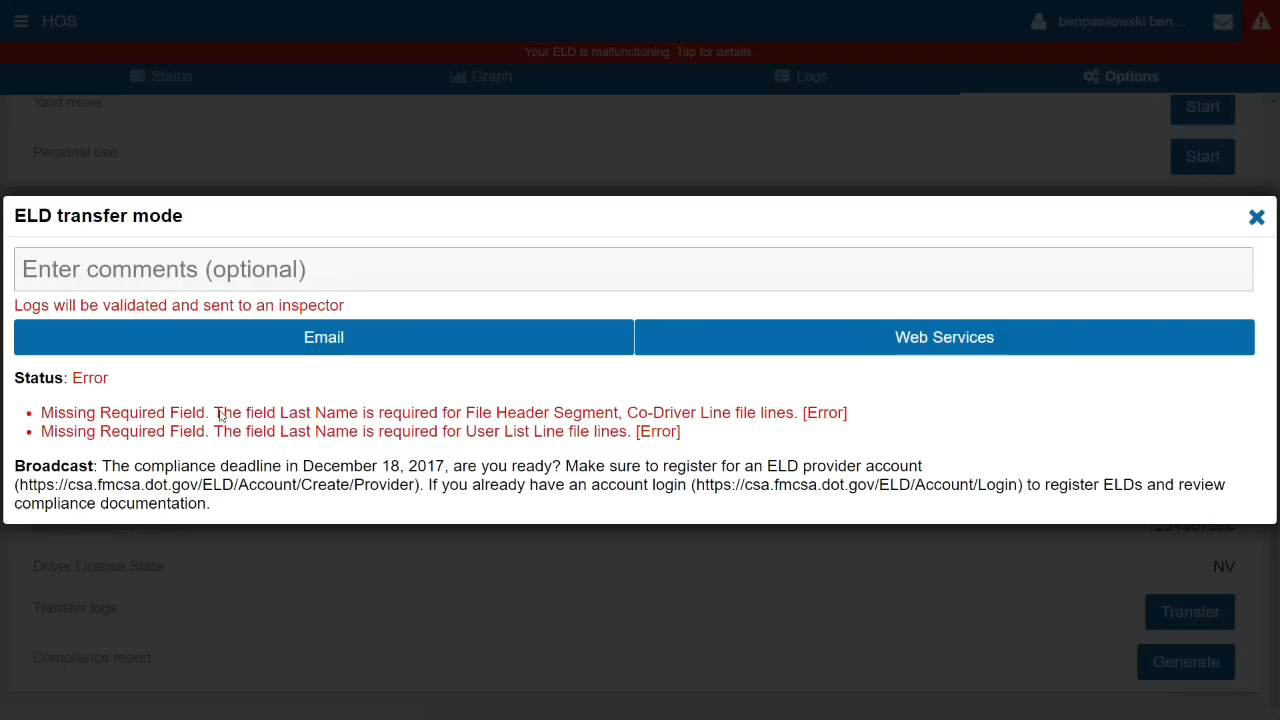 HOS
benpawlowski ben ...
Your ELD is malfunctioning. Tap for details.
Status
Graph
Logs
Options
Yard move
Start
Personal use
Start
ELD transfer mode
Enter comments (optional)
Logs will be validated and sent to an inspector
Email
Web Services
Status: Error
• Missing Required Field. The field Last Name is required for File Header Segment, Co-Driver Line file lines. [Error]
• Missing Required Field. The field Last Name is required for User List Line file lines. [Error]
Broadcast: The compliance deadline in December 18, 2017, are you ready? Make sure to register for an ELD provider account
(https://csa.fmcsa.dot.gov/ELD/Account/Create/Provider). If you already have an account login (https://csa.fmcsa.dot.gov/ELD/Account/Login) to register ELDs and review
compliance documentation.
Driver License State
NV
Transfer logs
Transfer
Compliance report
Generate